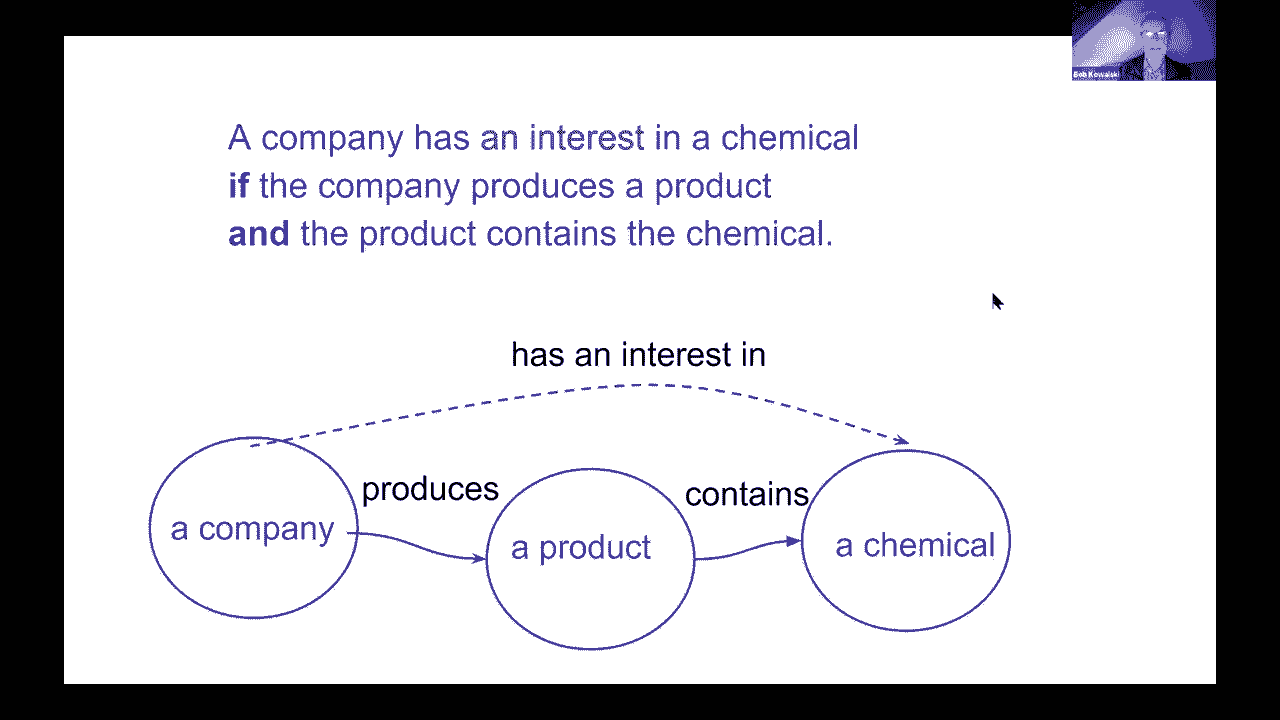 Bob Kowalski
A company has an interest in a chemical
if the company produces a product
and the product contains the chemical.
has an interest in
produces
contains
a company
a product
a chemical